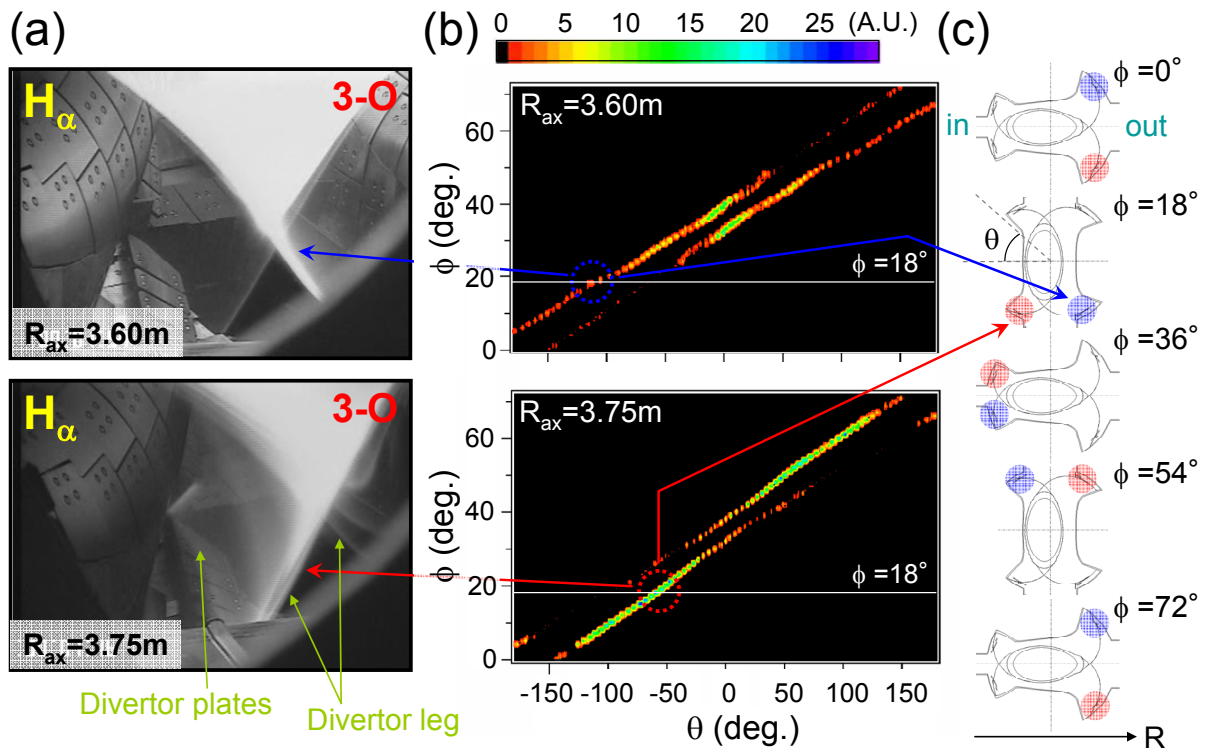 (a)
(b)
(c)
0 5 10 15 20 25 (A.U.)
Hα
3-O
Rax=3.60m
Hα
3-O
Rax=3.75m
Divertor plates
Divertor leg
Rax=3.60m
ϕ (deg.)
60
40
20
0
ϕ =18°
Rax=3.75m
ϕ (deg.)
60
40
20
0
ϕ =18°
-150 -100 -50 0 50 100 150
θ (deg.)
ϕ = 0°
in
out
ϕ = 18°
θ
ϕ = 36°
ϕ = 54°
ϕ = 72°
R